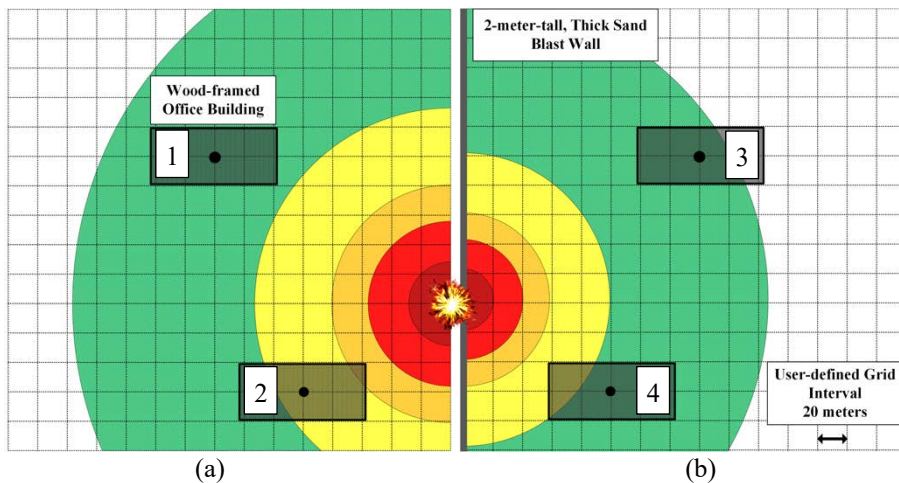 2-meter-tall, Thick Sand
Blast Wall
Wood-framed
Office Building
1
3
2
4
User-defined Grid
Interval
20 meters
(a)
(b)